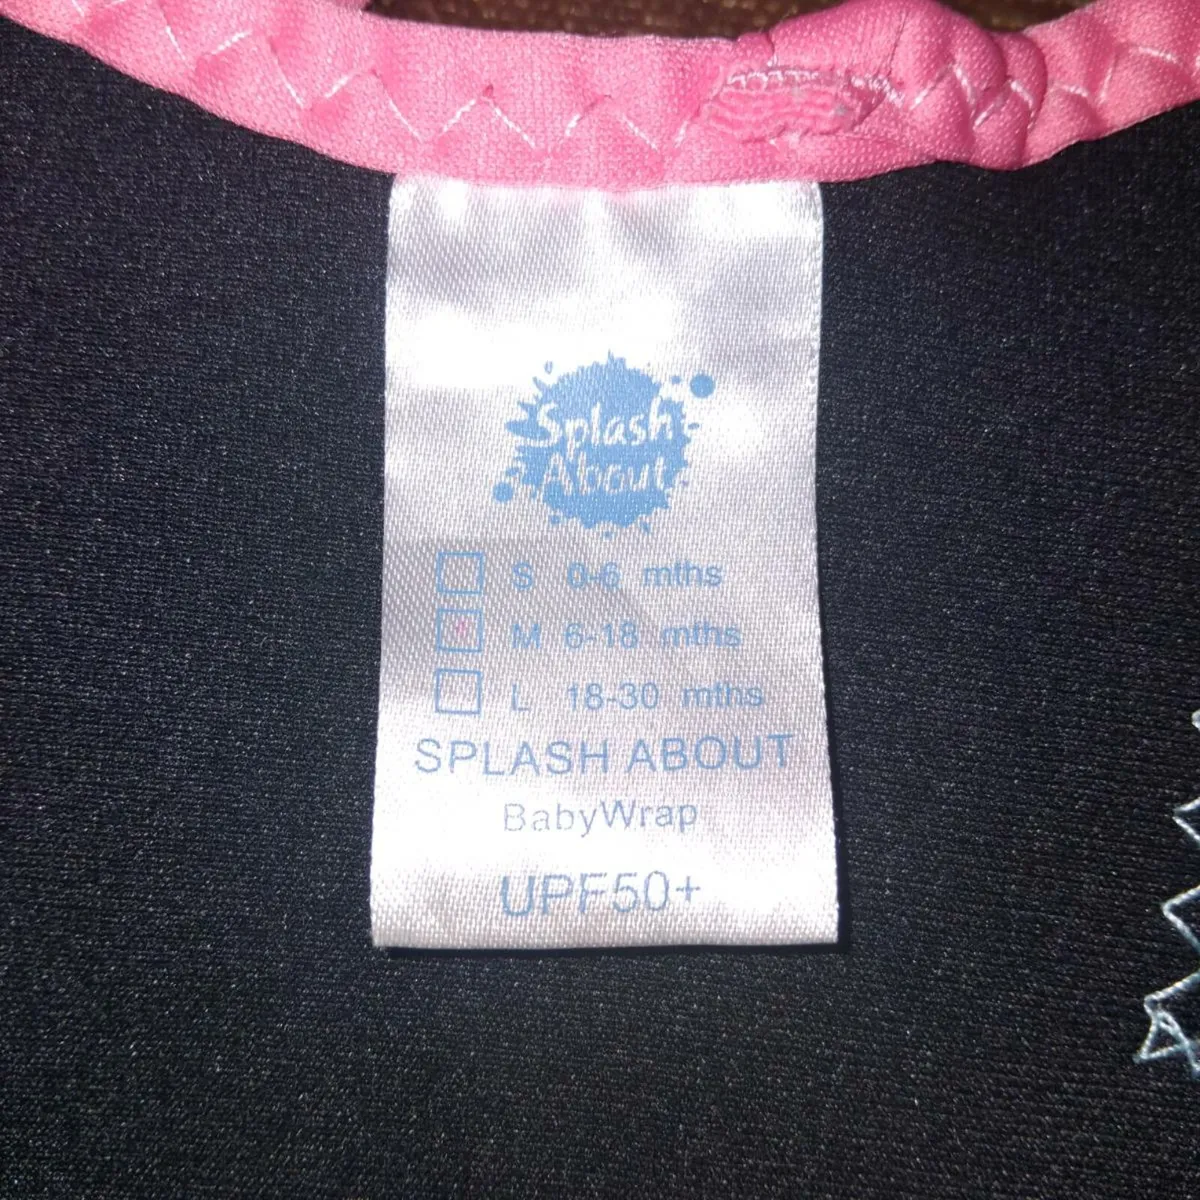 Splash
About
S 0-6 mths
M 6-18 mths
L 18-30 mths
SPLASH ABOUT
BabyWrap
UPF50+